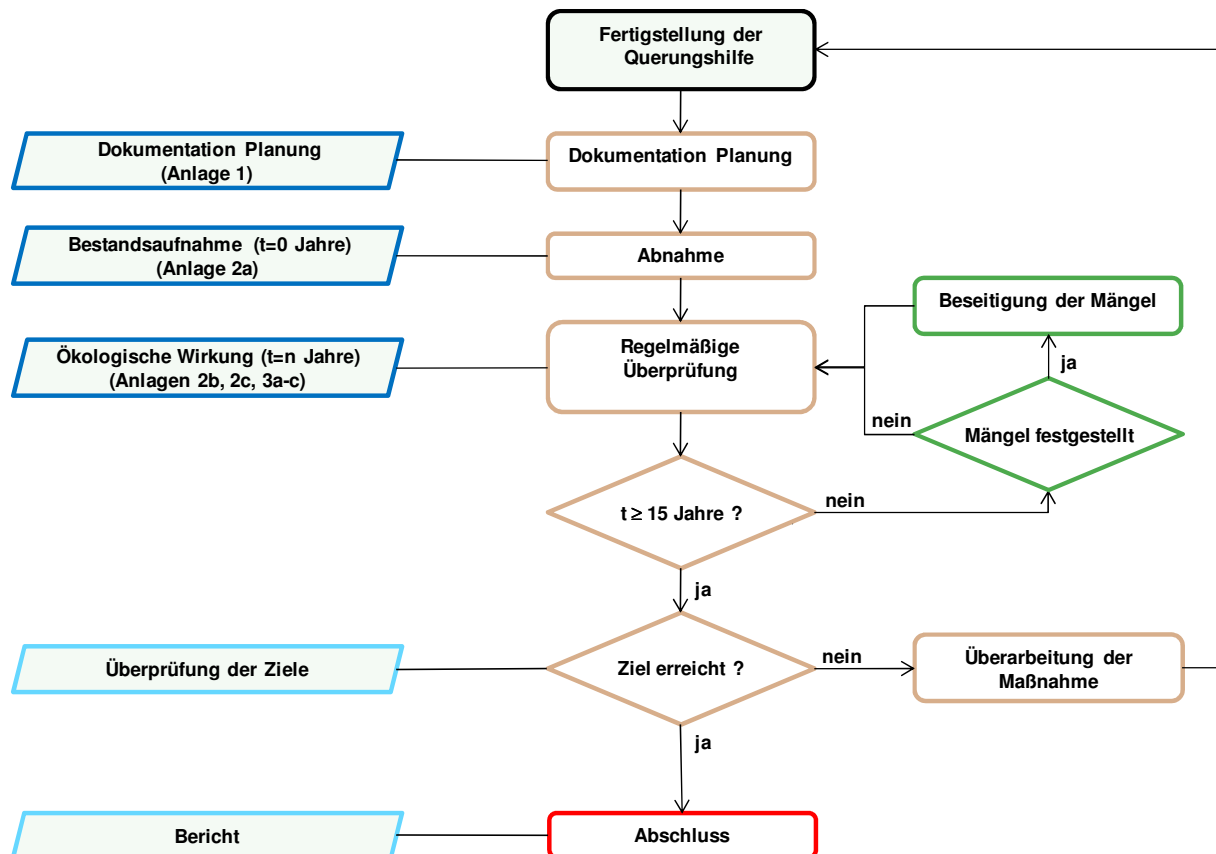 Fertigstellung der
Querungshilfe
Dokumentation Planung
(Anlage 1)
Dokumentation Planung
Bestandsaufnahme (t=0 Jahre)
(Anlage 2a)
Abnahme
Beseitigung der Mängel
Ökologische Wirkung (t=n Jahre)
(Anlagen 2b, 2c, 3a-c)
Regelmäßige
Überprüfung
ja
nein
Mängel festgestellt
t ≥ 15 Jahre ?
nein
ja
Überprüfung der Ziele
Ziel erreicht ?
nein
Überarbeitung der
Maßnahme
ja
Bericht
Abschluss